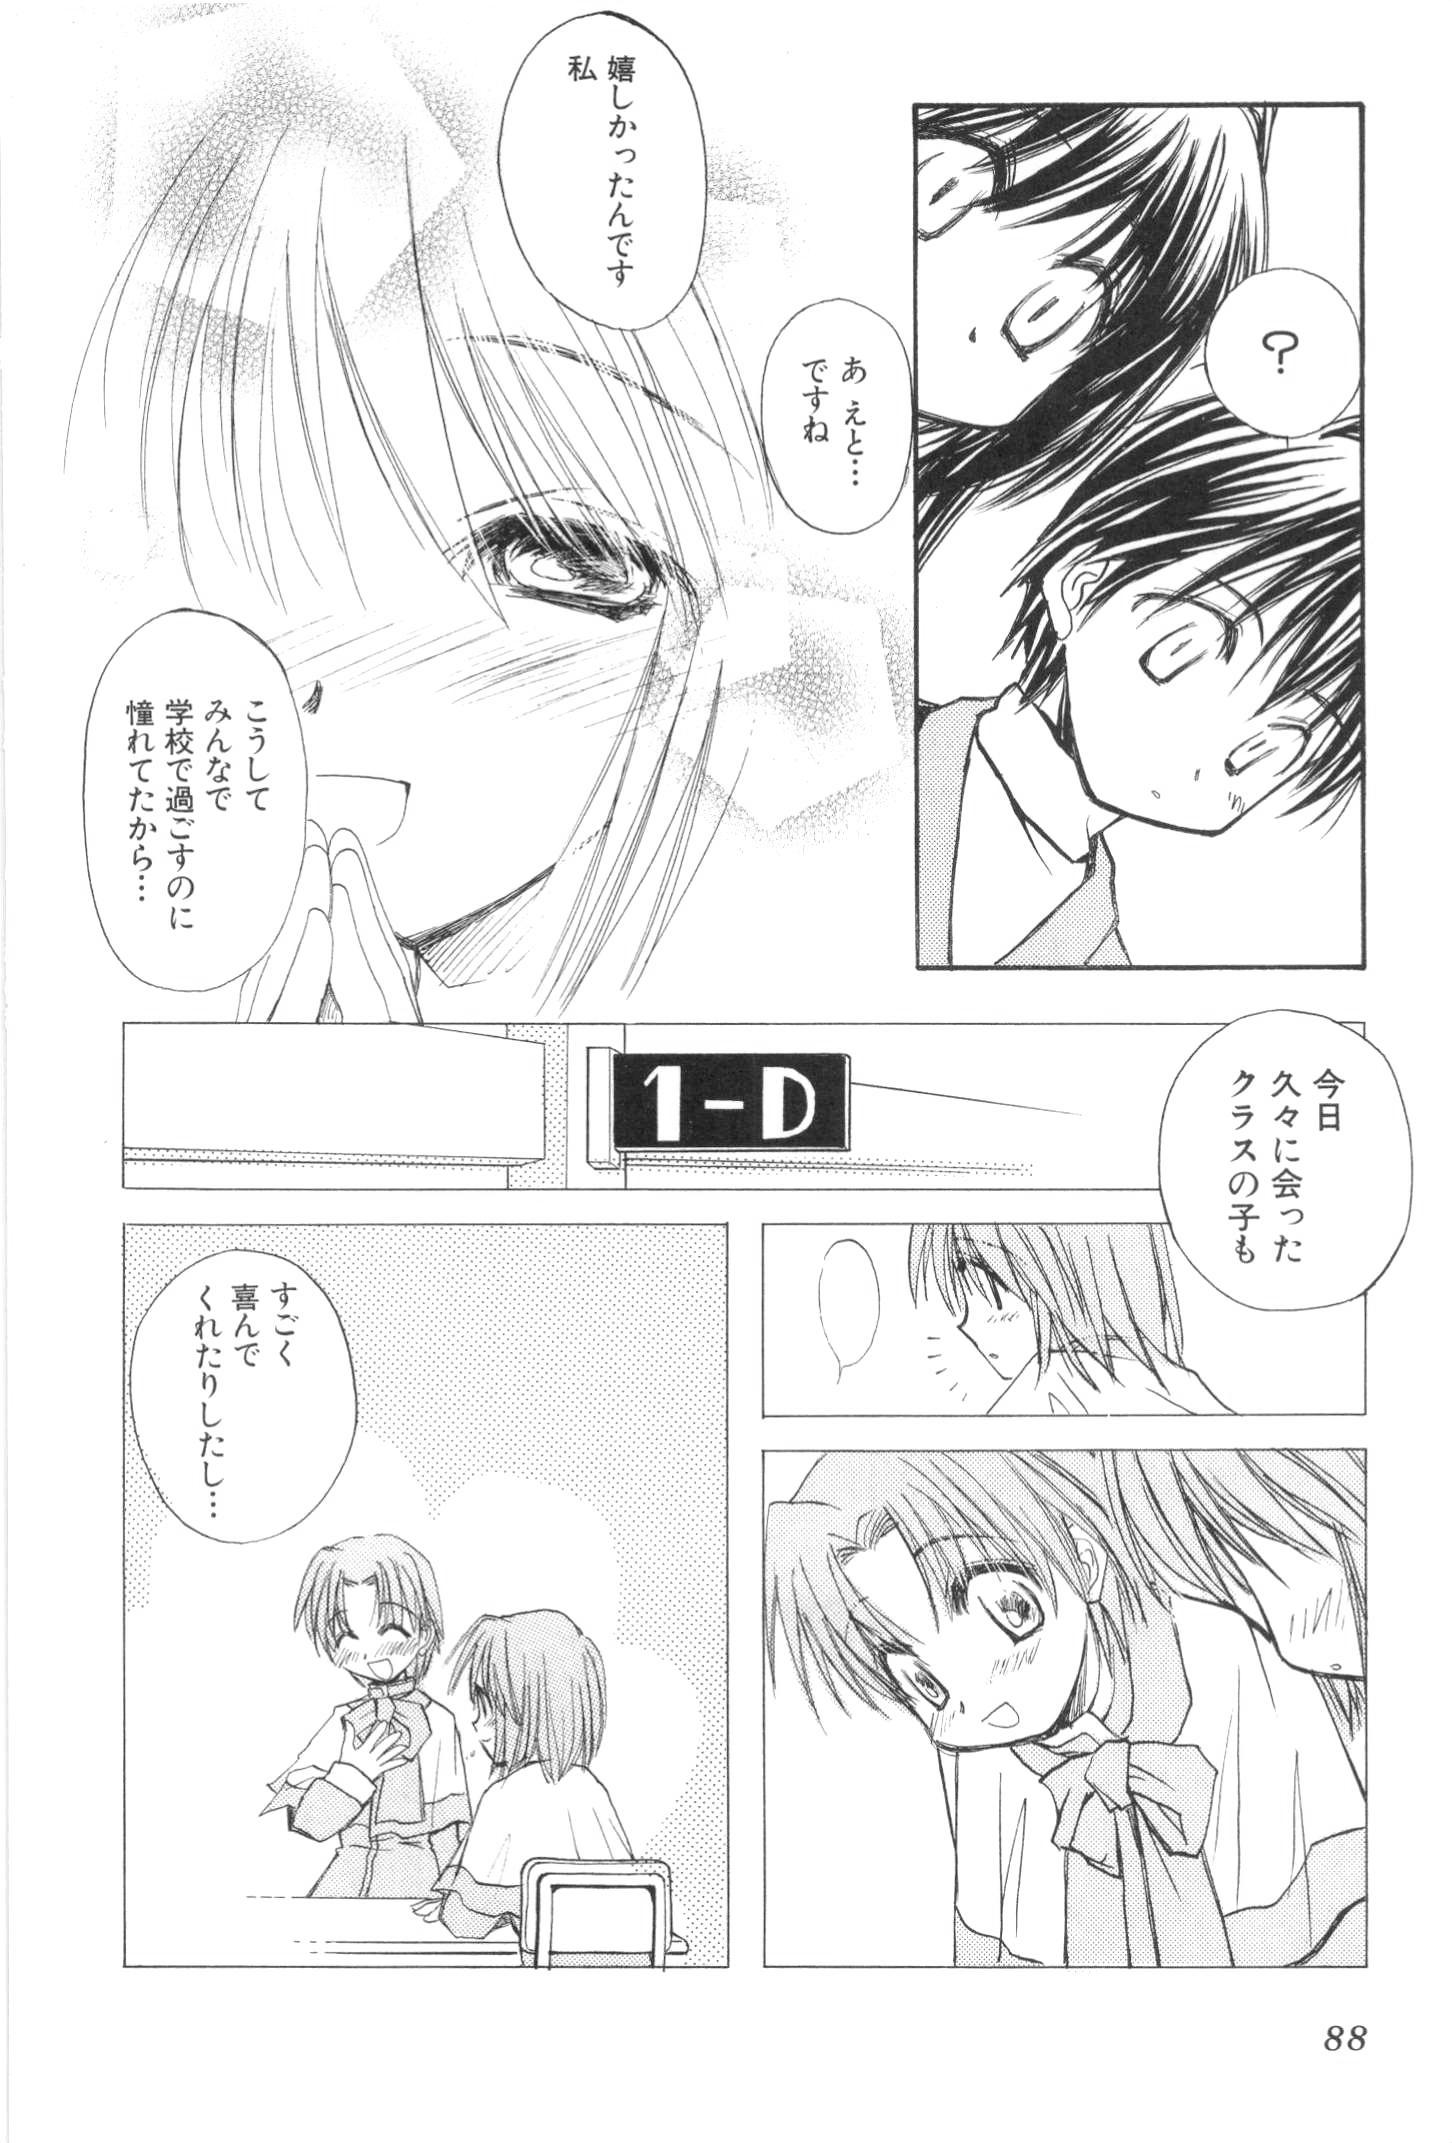 ?
あ えと…
ですね
嬉しかったんです
私
こうして
みんなで
学校で過ごすのに
憧れてたから…
1-D
今日
久々に会った
クラスの子も
すごく
喜んで
くれたりしたし…
88